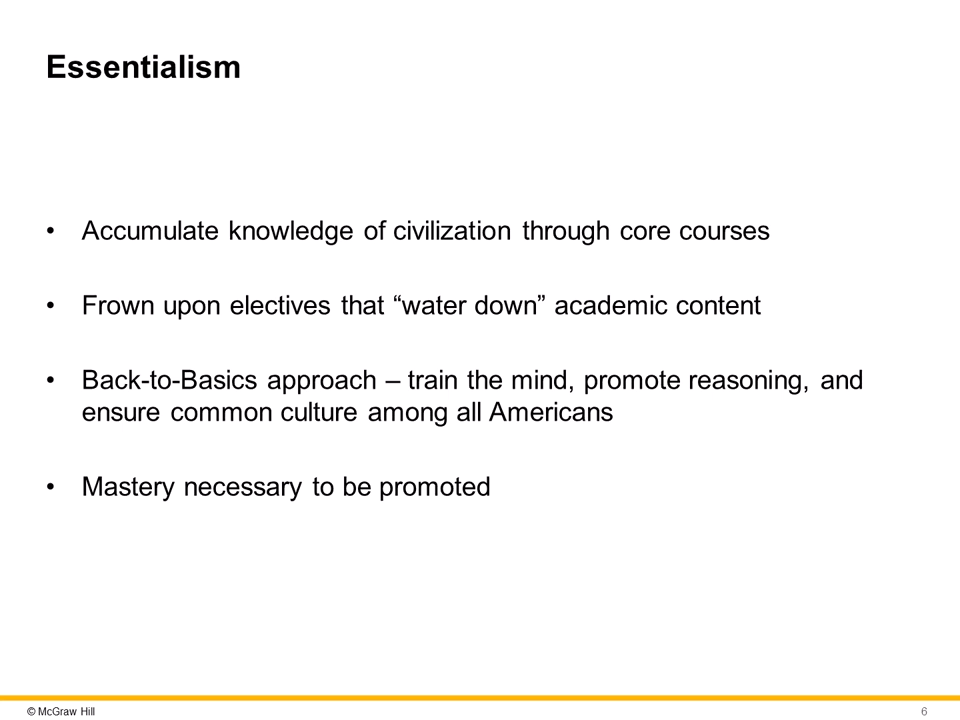 Essentialism
• Accumulate knowledge of civilization through core courses
• Frown upon electives that “water down” academic content
• Back-to-Basics approach – train the mind, promote reasoning, and
ensure common culture among all Americans
• Mastery necessary to be promoted
© McGraw Hill
6